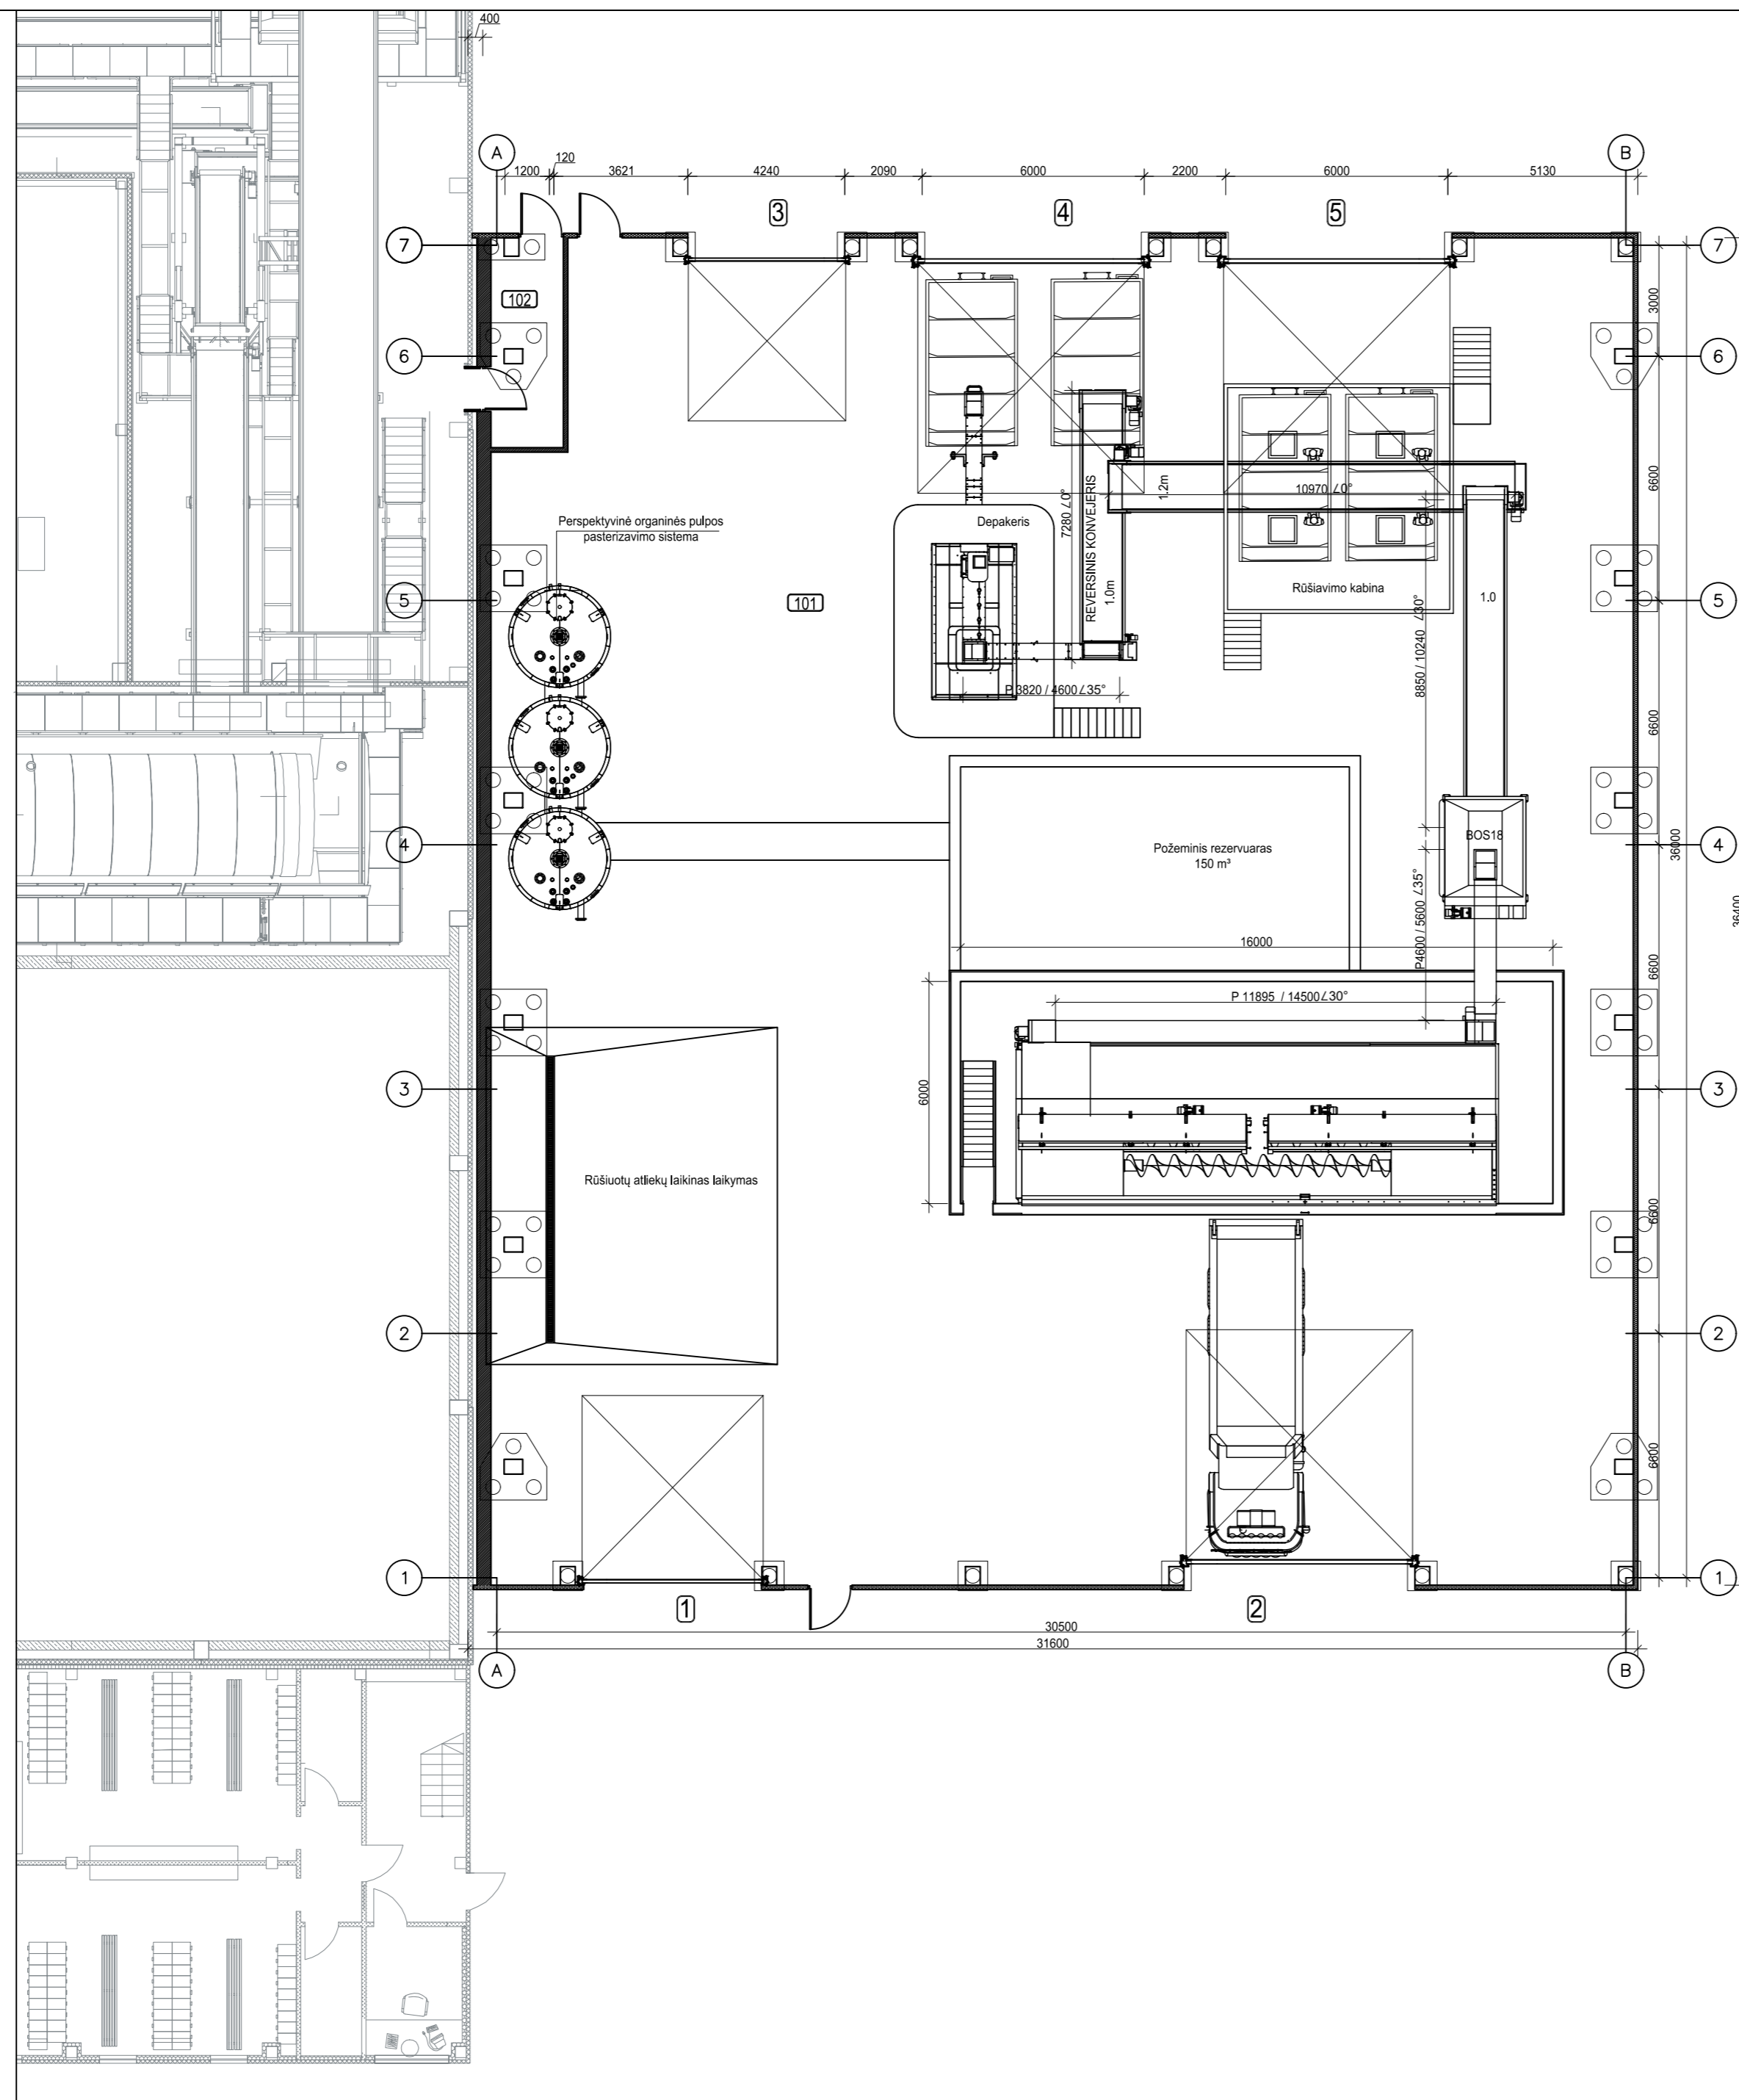 400
A
B
1200
120
3621
4240
2090
6000
2200
6000
5130
3
4
5
7
7
102
3000
6
6
6600
10970 ∠0°
1.2m
7280 ∠0°
REVERSINIS KONVEJERIS
1.0m
Perspektyvinė organinės pulpos
pasterizavimo sistema
Depakeris
Rūšiavimo kabina
1.0
8850 / 10240 ∠30°
5
101
5
P 3820 / 4600∠35°
6600
BOS18
4
Požeminis rezervuaras
150 m³
4
36000
36400
P4600 / 5600 ∠35°
16000
6600
P 11895 / 14500∠30°
6000
3
3
Rūšiuotų atliekų laikinas laikymas
6600
2
2
6600
1
1
1
2
30500
31600
A
B